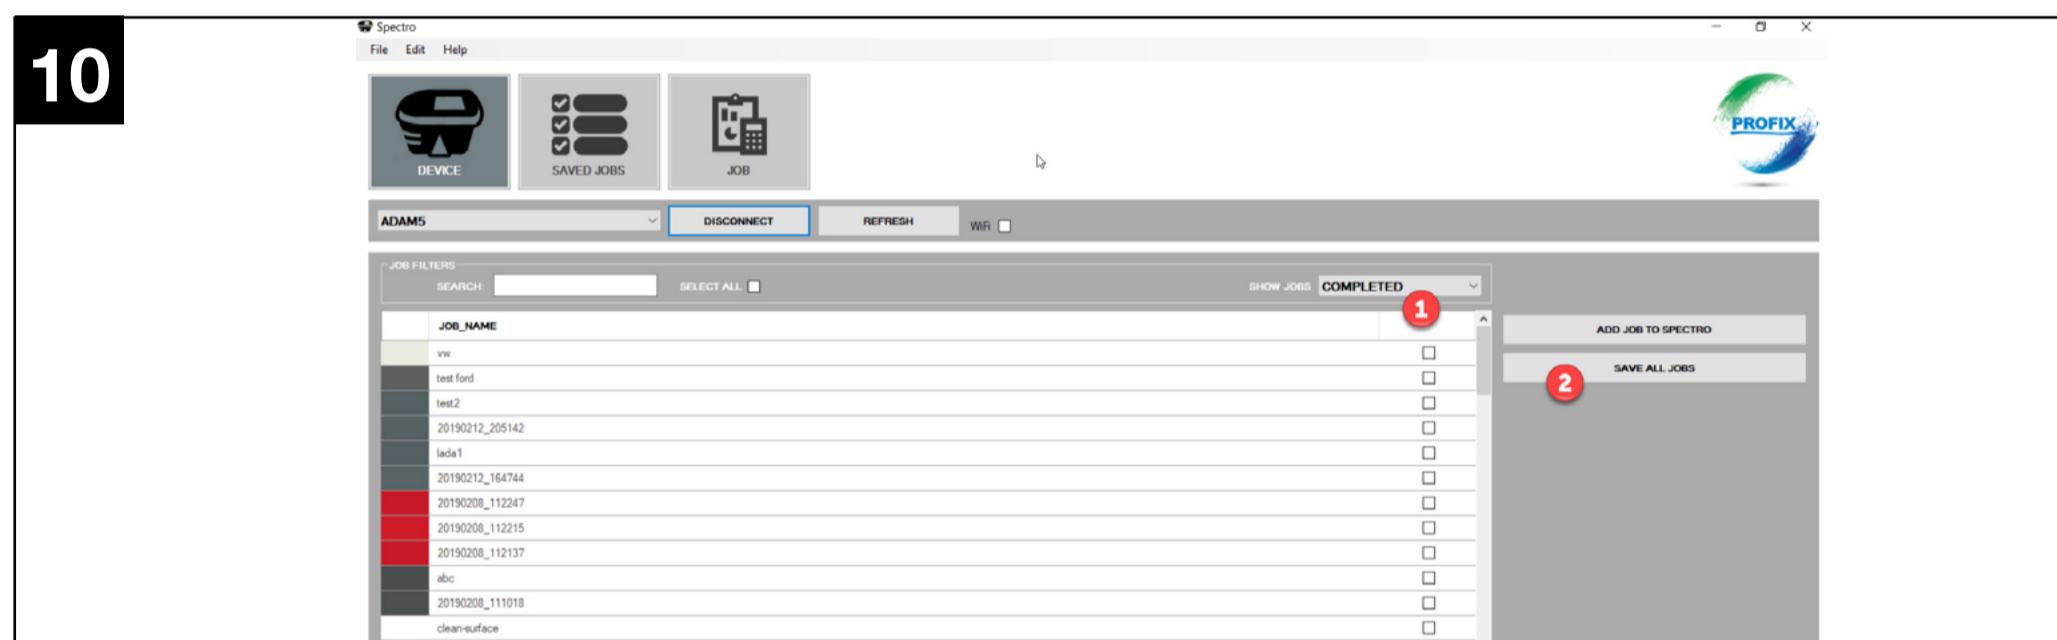 10
Spectro
File Edit Help
DEVICE
SAVED JOBS
JOB
PROFIX
ADAM5
DISCONNECT
REFRESH
WiFi
JOB FILTERS
SEARCH:
SELECT ALL
SHOW JOBS
COMPLETED
1
JOB_NAME
ADD JOB TO SPECTRO
SAVE ALL JOBS
2
vw
test ford
test2
20190212_205142
lada1
20190212_164744
20190208_112247
20190208_112215
20190208_112137
abc
20190208_111018
clean-surface